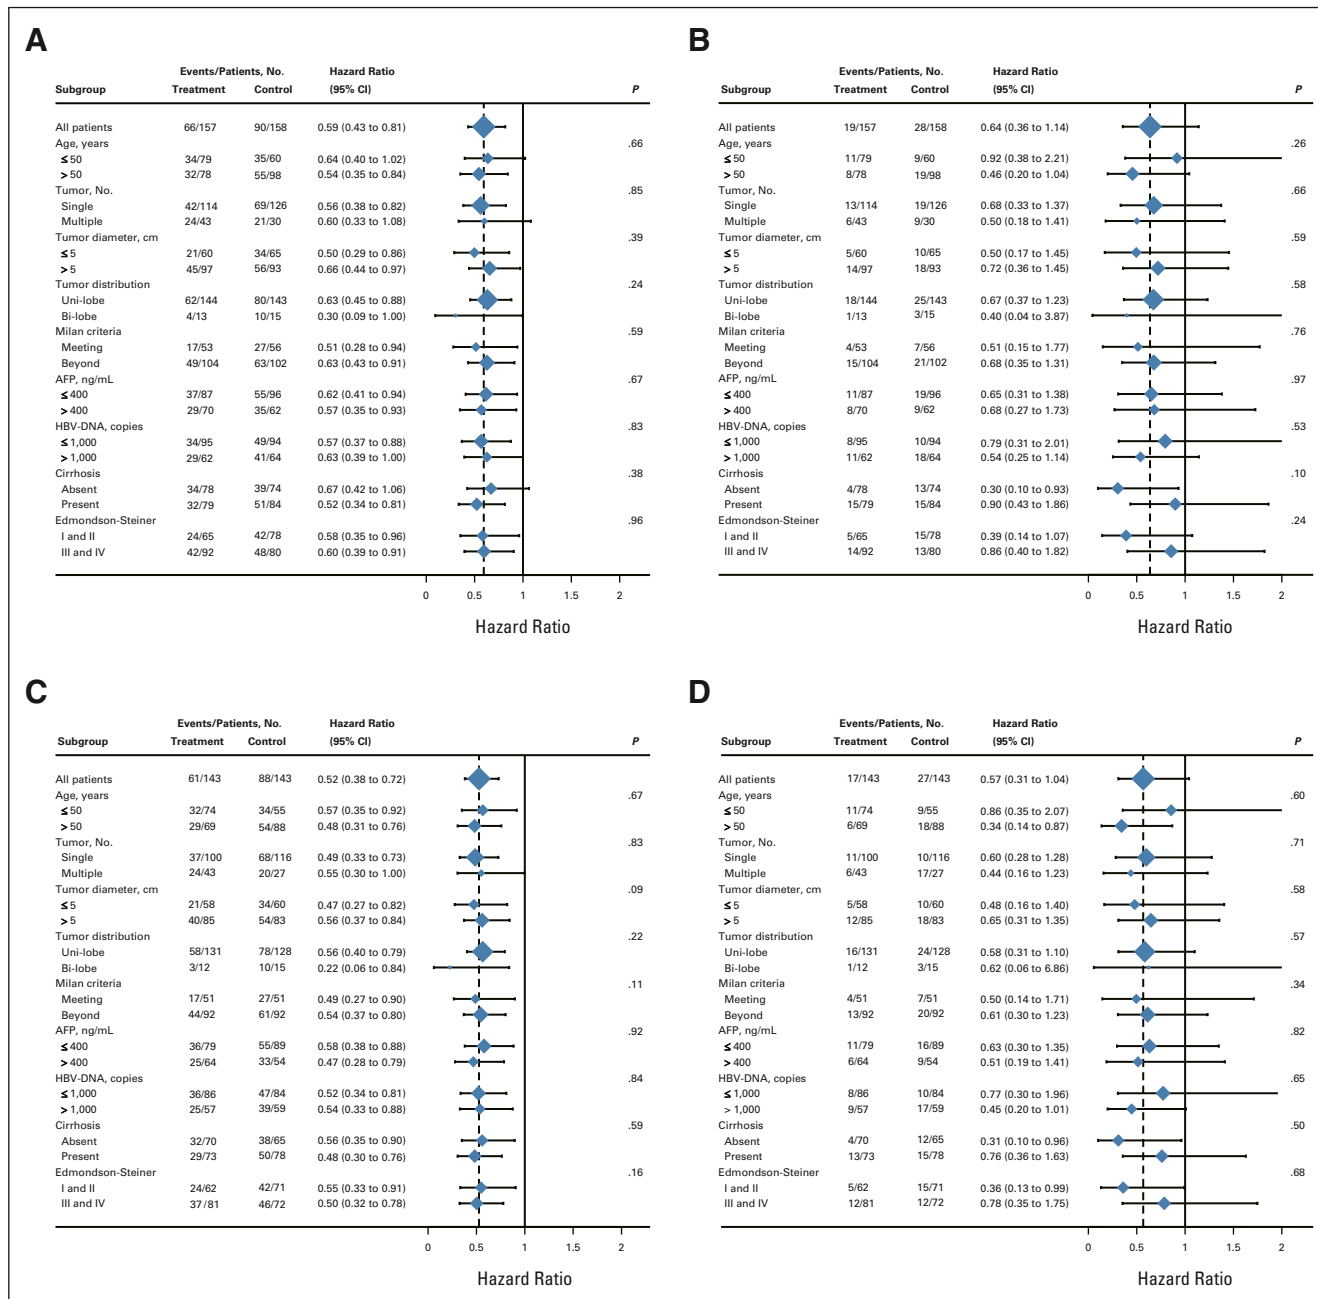 A
Events/Patients, No. Hazard Ratio
Subgroup Treatment Control (95% CI) P
All patients 66/157 90/158 0.59 (0.43 to 0.81)
Age, years .66
≤ 50 34/79 35/60 0.64 (0.40 to 1.02)
> 50 32/78 55/98 0.54 (0.35 to 0.84)
Tumor, No. .85
Single 42/114 69/126 0.56 (0.38 to 0.82)
Multiple 24/43 21/30 0.60 (0.33 to 1.08)
Tumor diameter, cm .39
≤ 5 21/60 34/65 0.50 (0.29 to 0.86)
> 5 45/97 56/93 0.66 (0.44 to 0.97)
Tumor distribution .24
Uni-lobe 62/144 80/143 0.63 (0.45 to 0.88)
Bi-lobe 4/13 10/15 0.30 (0.09 to 1.00)
Milan criteria .59
Meeting 17/53 27/56 0.51 (0.28 to 0.94)
Beyond 49/104 63/102 0.63 (0.43 to 0.91)
AFP, ng/mL .67
≤ 400 37/87 55/96 0.62 (0.41 to 0.94)
> 400 29/70 35/62 0.57 (0.35 to 0.93)
HBV-DNA, copies .83
≤ 1,000 34/95 49/94 0.57 (0.37 to 0.88)
> 1,000 29/62 41/64 0.63 (0.39 to 1.00)
Cirrhosis .38
Absent 34/78 39/74 0.67 (0.42 to 1.06)
Present 32/79 51/84 0.52 (0.34 to 0.81)
Edmondson-Steiner .96
I and II 24/65 42/78 0.58 (0.35 to 0.96)
III and IV 42/92 48/80 0.60 (0.39 to 0.91)
0 0.5 1 1.5 2
Hazard Ratio
B
Events/Patients, No. Hazard Ratio
Subgroup Treatment Control (95% CI) P
All patients 19/157 28/158 0.64 (0.36 to 1.14)
Age, years .26
≤ 50 11/79 9/60 0.92 (0.38 to 2.21)
> 50 8/78 19/98 0.46 (0.20 to 1.04)
Tumor, No. .66
Single 13/114 19/126 0.68 (0.33 to 1.37)
Multiple 6/43 9/30 0.50 (0.18 to 1.41)
Tumor diameter, cm .59
≤ 5 5/60 10/65 0.50 (0.17 to 1.45)
> 5 14/97 18/93 0.72 (0.36 to 1.45)
Tumor distribution .58
Uni-lobe 18/144 25/143 0.67 (0.37 to 1.23)
Bi-lobe 1/13 3/15 0.40 (0.04 to 3.87)
Milan criteria .76
Meeting 4/53 7/56 0.51 (0.15 to 1.77)
Beyond 15/104 21/102 0.68 (0.35 to 1.31)
AFP, ng/mL .97
≤ 400 11/87 19/96 0.65 (0.31 to 1.38)
> 400 8/70 9/62 0.68 (0.27 to 1.73)
HBV-DNA, copies .53
≤ 1,000 8/95 10/94 0.79 (0.31 to 2.01)
> 1,000 11/62 18/64 0.54 (0.25 to 1.14)
Cirrhosis .10
Absent 4/78 13/74 0.30 (0.10 to 0.93)
Present 15/79 15/84 0.90 (0.43 to 1.86)
Edmondson-Steiner .24
I and II 5/65 15/78 0.39 (0.14 to 1.07)
III and IV 14/92 13/80 0.86 (0.40 to 1.82)
0 0.5 1 1.5 2
Hazard Ratio
C
Events/Patients, No. Hazard Ratio
Subgroup Treatment Control (95% CI) P
All patients 61/143 88/143 0.52 (0.38 to 0.72)
Age, years .67
≤ 50 32/74 34/55 0.57 (0.35 to 0.92)
> 50 29/69 54/88 0.48 (0.31 to 0.76)
Tumor, No. .83
Single 37/100 68/116 0.49 (0.33 to 0.73)
Multiple 24/43 20/27 0.55 (0.30 to 1.00)
Tumor diameter, cm .09
≤ 5 21/58 34/60 0.47 (0.27 to 0.82)
> 5 40/85 54/83 0.56 (0.37 to 0.84)
Tumor distribution .22
Uni-lobe 58/131 78/128 0.56 (0.40 to 0.79)
Bi-lobe 3/12 10/15 0.22 (0.06 to 0.84)
Milan criteria .11
Meeting 17/51 27/51 0.49 (0.27 to 0.90)
Beyond 44/92 61/92 0.54 (0.37 to 0.80)
AFP, ng/mL .92
≤ 400 36/79 55/89 0.58 (0.38 to 0.88)
> 400 25/64 33/54 0.47 (0.28 to 0.79)
HBV-DNA, copies .84
≤ 1,000 36/86 47/84 0.52 (0.34 to 0.81)
> 1,000 25/57 39/59 0.54 (0.33 to 0.88)
Cirrhosis .59
Absent 32/70 38/65 0.56 (0.35 to 0.90)
Present 29/73 50/78 0.48 (0.30 to 0.76)
Edmondson-Steiner .16
I and II 24/62 42/71 0.55 (0.33 to 0.91)
III and IV 37/81 46/72 0.50 (0.32 to 0.78)
0 0.5 1 1.5 2
Hazard Ratio
D
Events/Patients, No. Hazard Ratio
Subgroup Treatment Control (95% CI) P
All patients 17/143 27/143 0.57 (0.31 to 1.04)
Age, years .60
≤ 50 11/74 9/55 0.86 (0.35 to 2.07)
> 50 6/69 18/88 0.34 (0.14 to 0.87)
Tumor, No. .71
Single 11/100 10/116 0.60 (0.28 to 1.28)
Multiple 6/43 17/27 0.44 (0.16 to 1.23)
Tumor diameter, cm .58
≤ 5 5/58 10/60 0.48 (0.16 to 1.40)
> 5 12/85 18/83 0.65 (0.31 to 1.35)
Tumor distribution .57
Uni-lobe 16/131 24/128 0.58 (0.31 to 1.10)
Bi-lobe 1/12 3/15 0.62 (0.06 to 6.86)
Milan criteria .34
Meeting 4/51 7/51 0.50 (0.14 to 1.71)
Beyond 13/92 20/92 0.61 (0.30 to 1.23)
AFP, ng/mL .82
≤ 400 11/79 16/89 0.63 (0.30 to 1.35)
> 400 6/64 9/54 0.51 (0.19 to 1.41)
HBV-DNA, copies .65
≤ 1,000 8/86 10/84 0.77 (0.30 to 1.96)
> 1,000 9/57 17/59 0.45 (0.20 to 1.01)
Cirrhosis .50
Absent 4/70 12/65 0.31 (0.10 to 0.96)
Present 13/73 15/78 0.76 (0.36 to 1.63)
Edmondson-Steiner .68
I and II 5/62 15/71 0.36 (0.13 to 0.99)
III and IV 12/81 12/72 0.78 (0.35 to 1.75)
0 0.5 1 1.5 2
Hazard Ratio